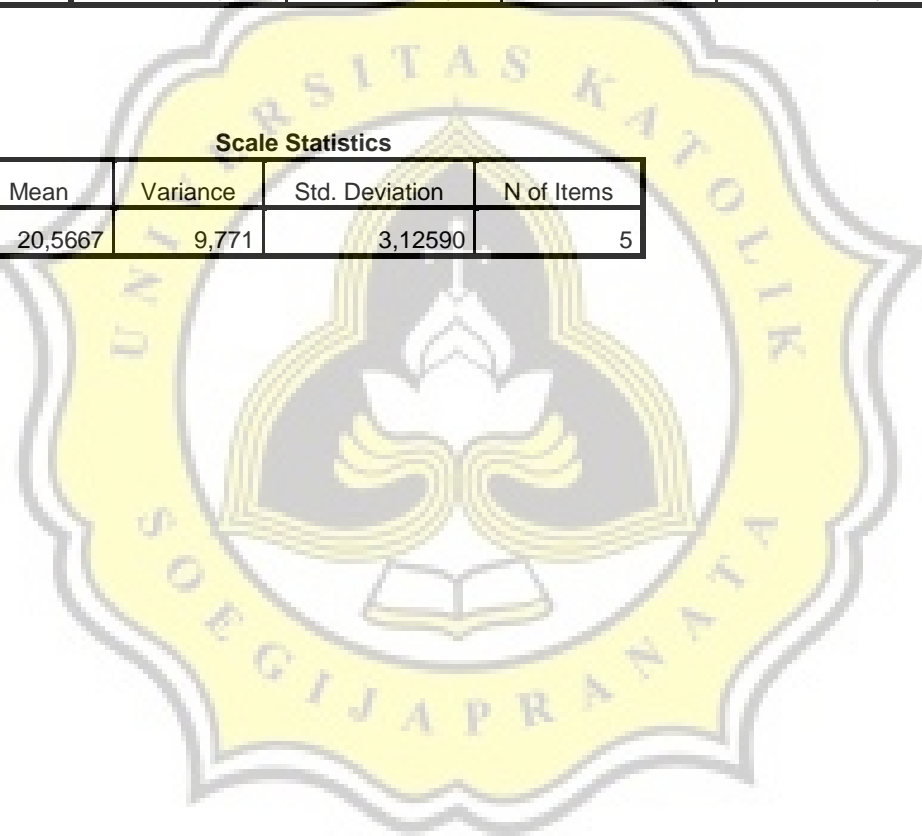 Scale Statistics
Mean Variance Std. Deviation N of Items
20,5667 9,771 3,12590 5
UNIVERSITAS KATOLIK
SOEGIJAPRANATA